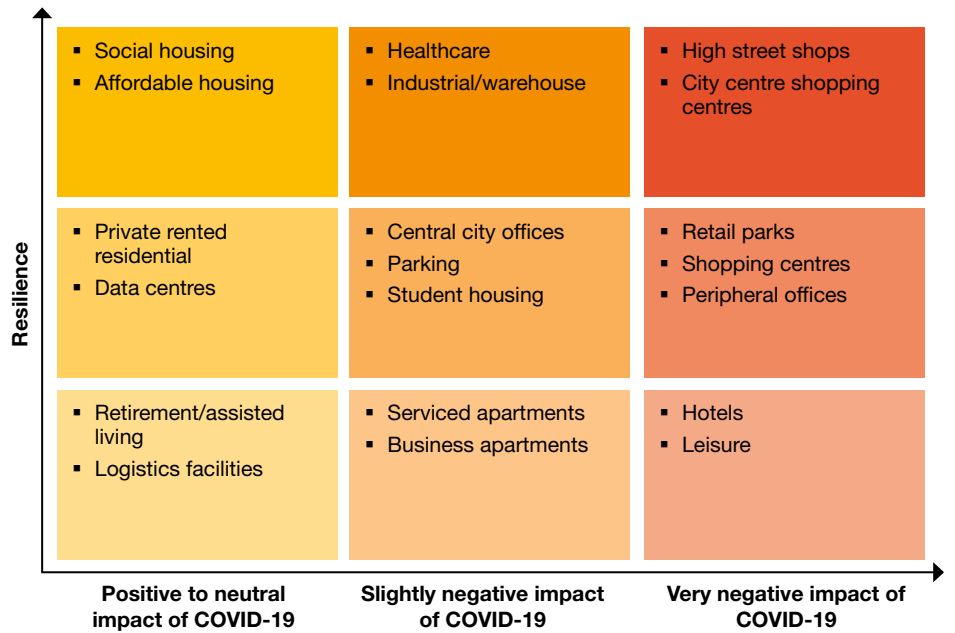 ▪ Social housing
▪ Affordable housing
▪ Healthcare
▪ Industrial/warehouse
▪ High street shops
▪ City centre shopping
centres
▪ Private rented
residential
▪ Data centres
▪ Central city offices
▪ Parking
▪ Student housing
▪ Retail parks
▪ Shopping centres
▪ Peripheral offices
▪ Retirement/assisted
living
▪ Logistics facilities
▪ Serviced apartments
▪ Business apartments
▪ Hotels
▪ Leisure
Resilience
Positive to neutral
impact of COVID-19
Slightly negative impact
of COVID-19
Very negative impact of
COVID-19